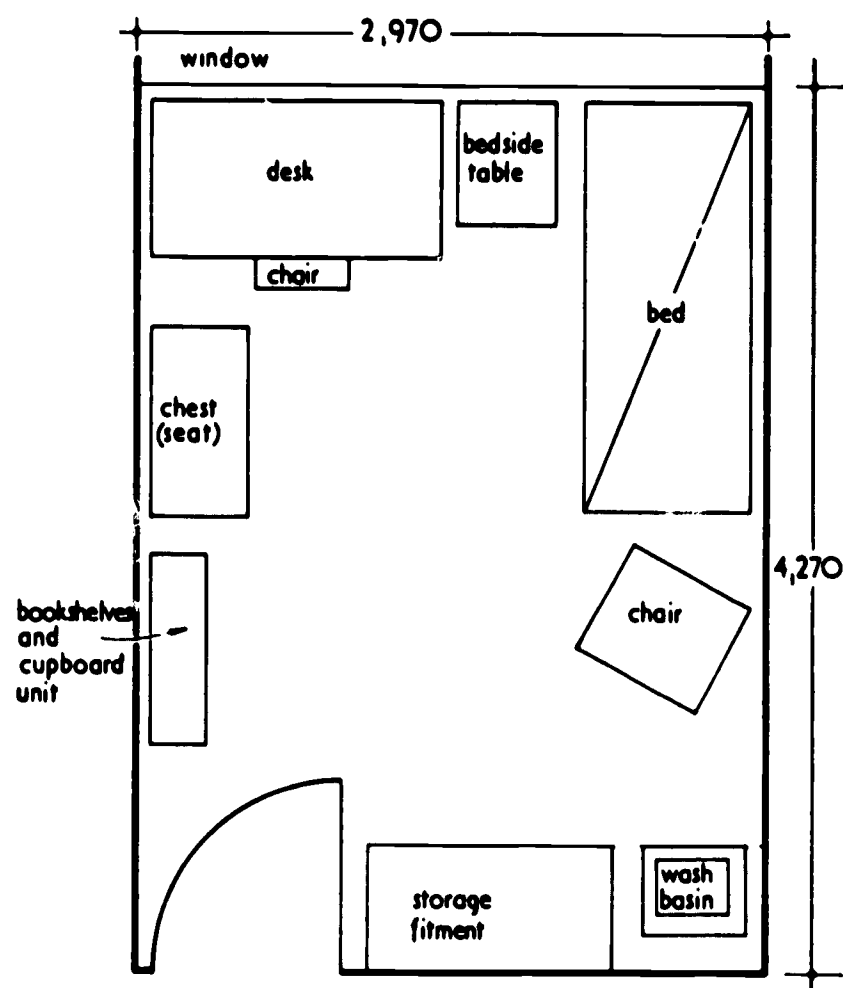 2,970
window
desk
bedside
table
chair
bed
chest
(seat)
4,270
bookshelves
and
cupboard
unit
chair
storage
fitment
wash
basin